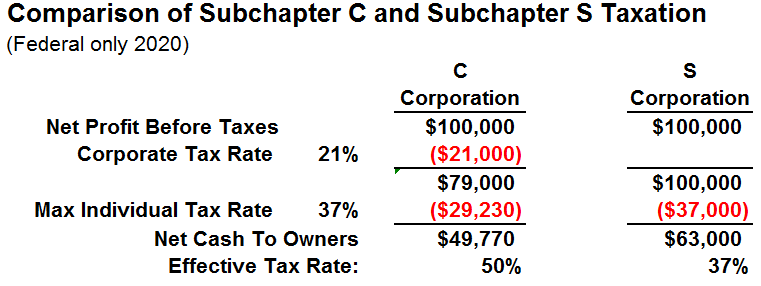 Comparison of Subchapter C and Subchapter S Taxation
(Federal only 2020)
C S
Corporation Corporation
Net Profit Before Taxes $100,000 $100,000
Corporate Tax Rate 21% ($21,000)
$79,000 $100,000
Max Individual Tax Rate 37% ($29,230) ($37,000)
Net Cash To Owners $49,770 $63,000
Effective Tax Rate: 50% 37%